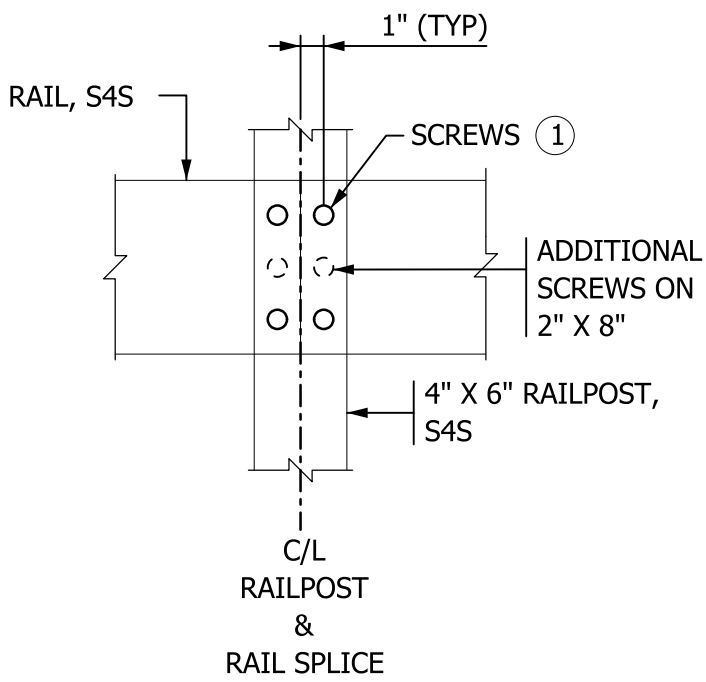 1" (TYP)
RAIL, S4S
SCREWS 1
ADDITIONAL
SCREWS ON
2" X 8"
4" X 6" RAILPOST,
S4S
C/L
RAILPOST
&
RAIL SPLICE